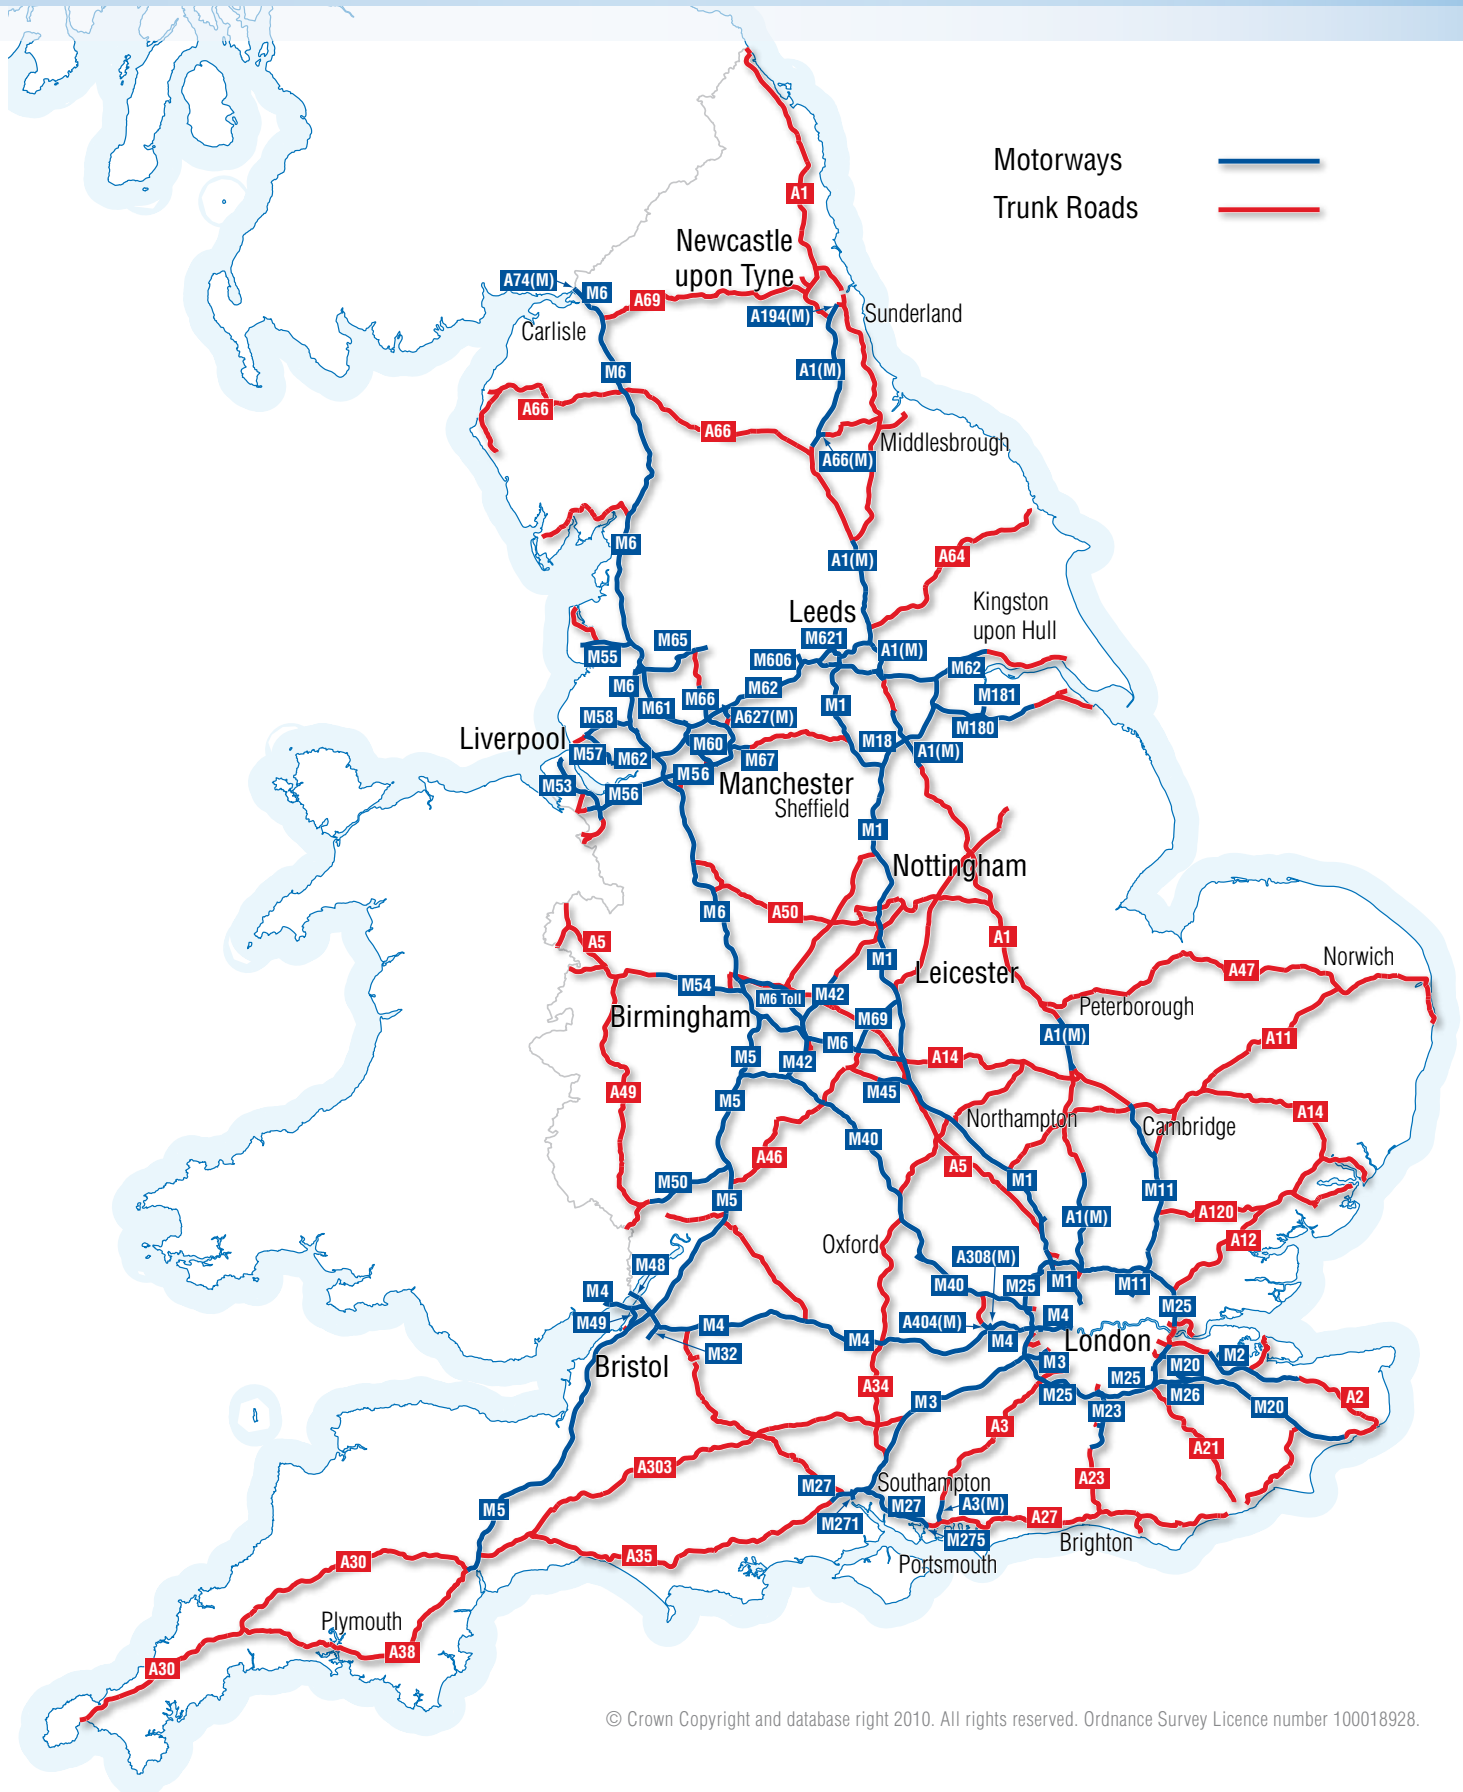 Motorways
Trunk Roads
A1
Newcastle
upon Tyne
A74(M)
M6
A69
A194(M)
Sunderland
Carlisle
M6
A1(M)
A66
A66
Middlesbrough
A66(M)
M6
A1(M)
A64
Leeds
Kingston
upon Hull
M65
M621
A1(M)
M55
M606
M62
M6
M62
M181
M66
M61
M1
M58
A627(M)
M180
Liverpool
M57
M62
M60
M18
A1(M)
M67
M56
M53
M56
Manchester
Sheffield
M1
Nottingham
M6
A50
A5
A1
M1
Leicester
A47
Norwich
M54
M6 Toll
M42
Peterborough
Birmingham
M69
A1(M)
A11
M5
M42
M6
A14
A49
M5
M45
A14
Northampton
Cambridge
M40
A46
A5
M50
M5
M1
M11
A1(M)
A120
A12
Oxford
M48
A308(M)
M4
M40
M25
M1
M11
M25
M49
M4
A404(M)
M4
M4
London
M32
Bristol
M3
M25
M20
M2
A34
M3
M25
M23
M26
M20
A2
A3
A21
A303
A23
M27
Southampton
M27
A3(M)
M5
M271
M275
A27
Brighton
A30
A35
Portsmouth
Plymouth
A38
A30
© Crown Copyright and database right 2010. All rights reserved. Ordnance Survey Licence number 100018928.